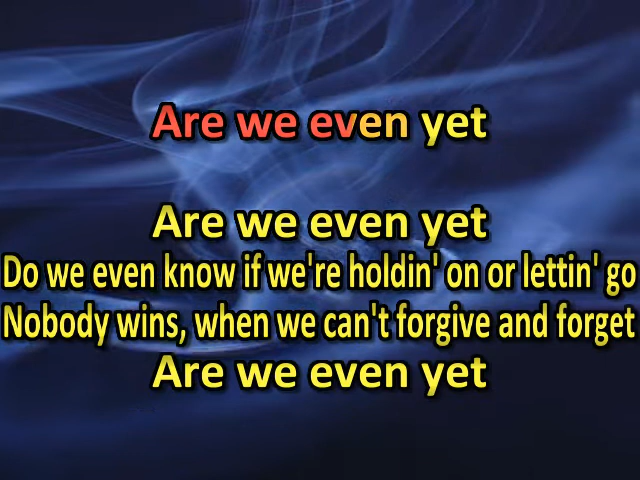 Are we even yet
Are we even yet
Do we even know if we're holdin' on or lettin' go
Nobody wins, when we can't forgive and forget
Are we even yet